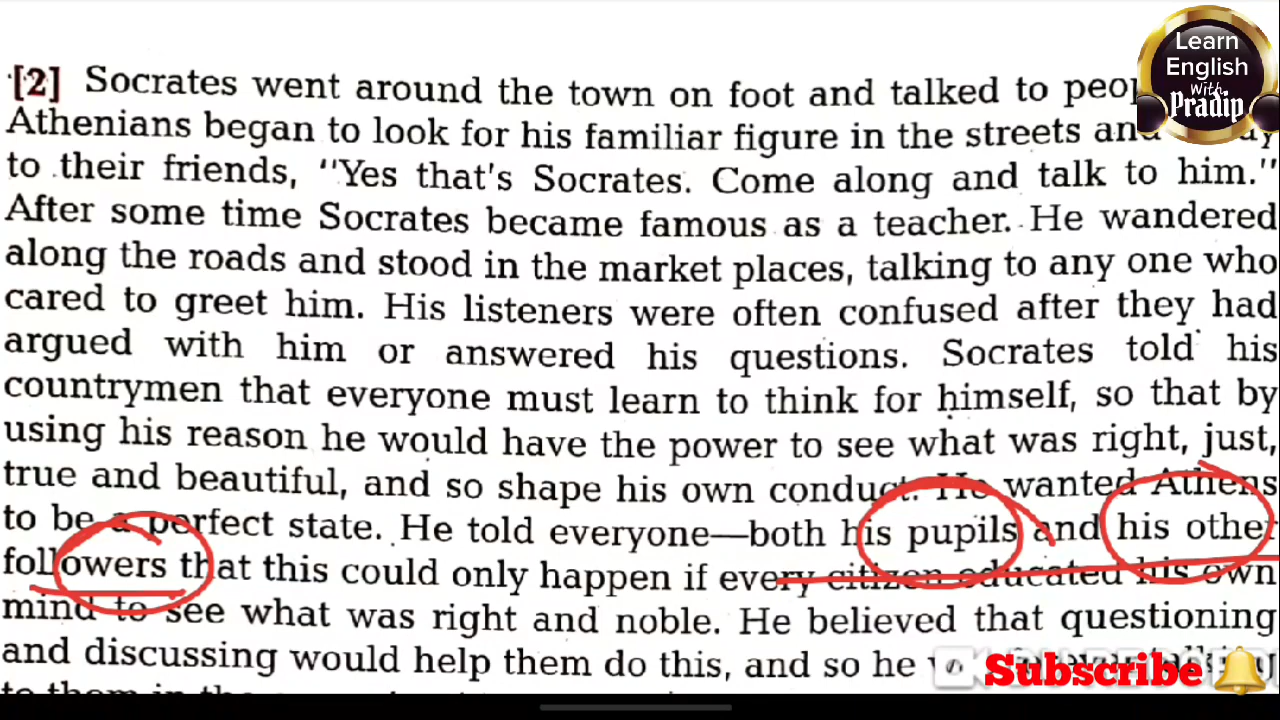 Learn
English
With
Pradip
[2] Socrates went around the town on foot and talked to
Athenians began to look for his familiar figure in the streets
to their friends, "Yes that's Socrates. Come along and talk to him."
After some time Socrates became famous as a teacher. He wandered
along the roads and stood in the market places, talking to any one who
cared to greet him. His listeners were often confused after they had
argued with him or answered his questions. Socrates told his
countrymen that everyone must learn to think for himself, so that by
using his reason he would have the power to see what was right, just,
true and beautiful, and so shape his own conduct. He wanted Athens
to be a perfect state. He told everyone—both his pupils and his other
followers that this could only happen if every citizen educated his own
mind to see what was right and noble. He believed that questioning
and discussing would help them do this, and so he
Subscribe